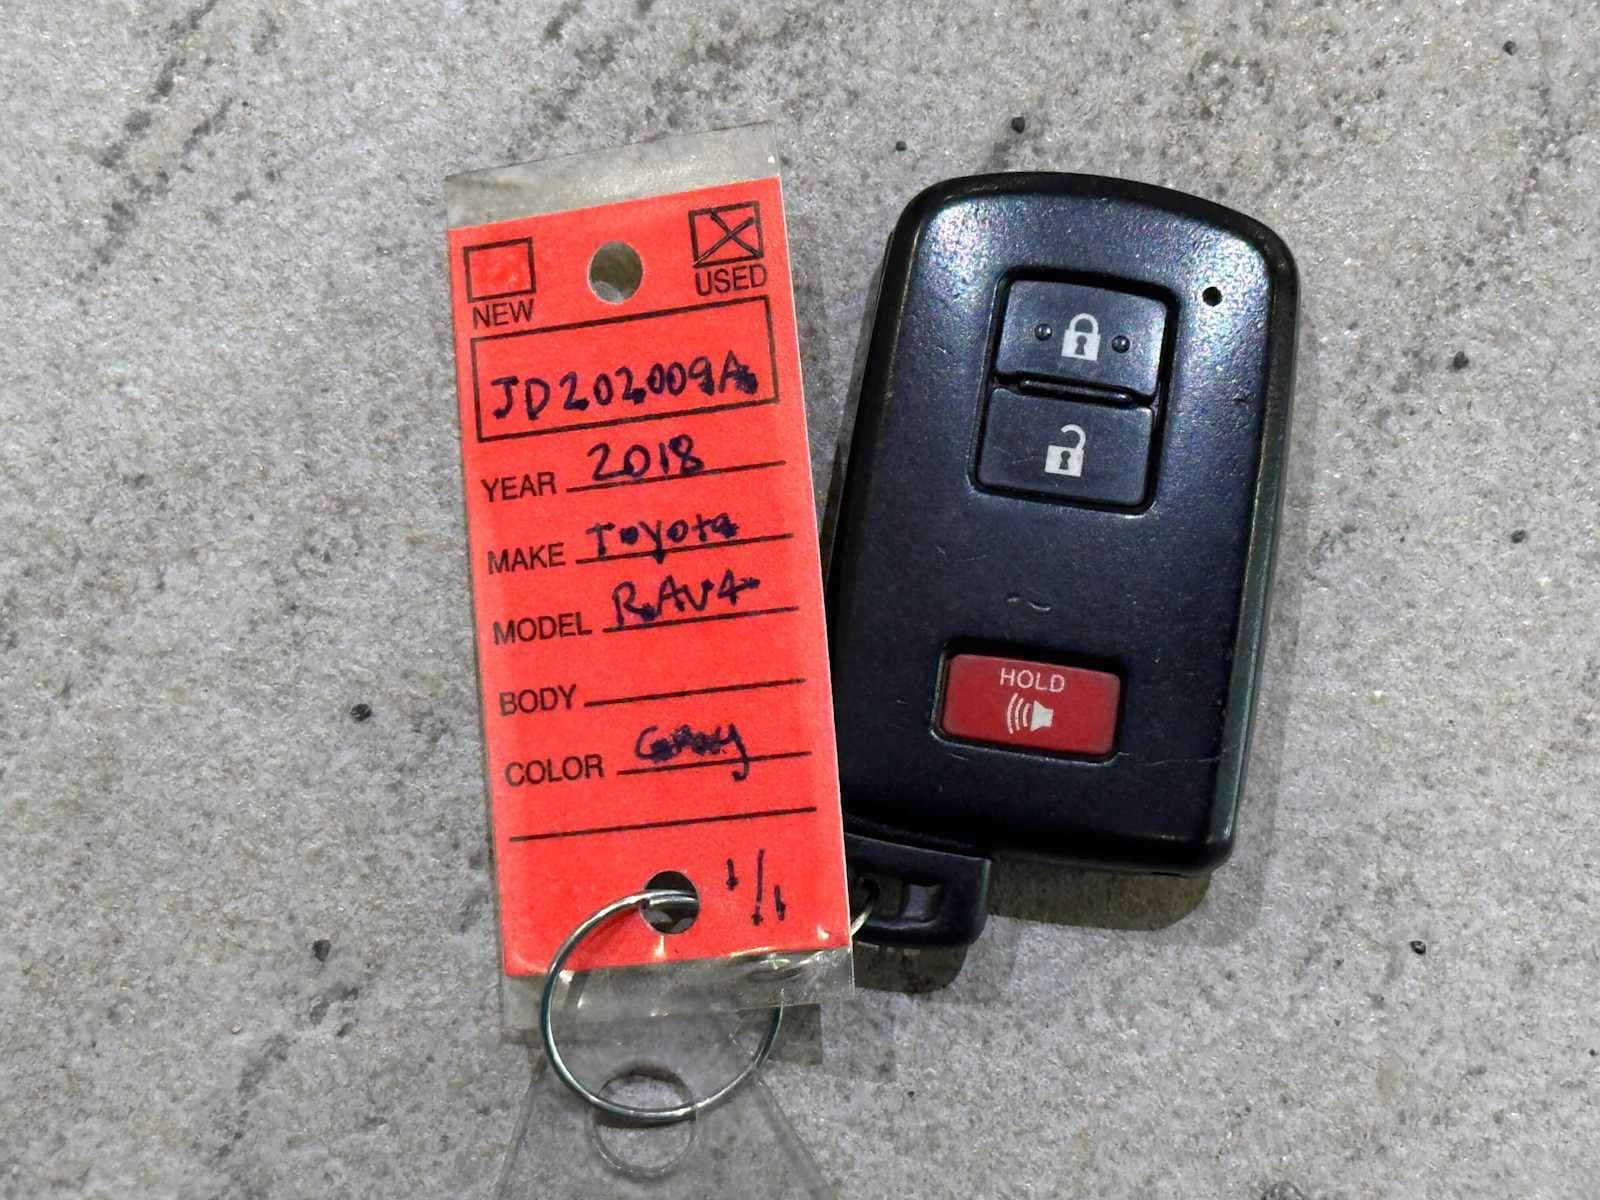 NEW USED
JD202009A
YEAR 2018
MAKE Toyota
MODEL RAV4
BODY
COLOR Gray
1/1
HOLD